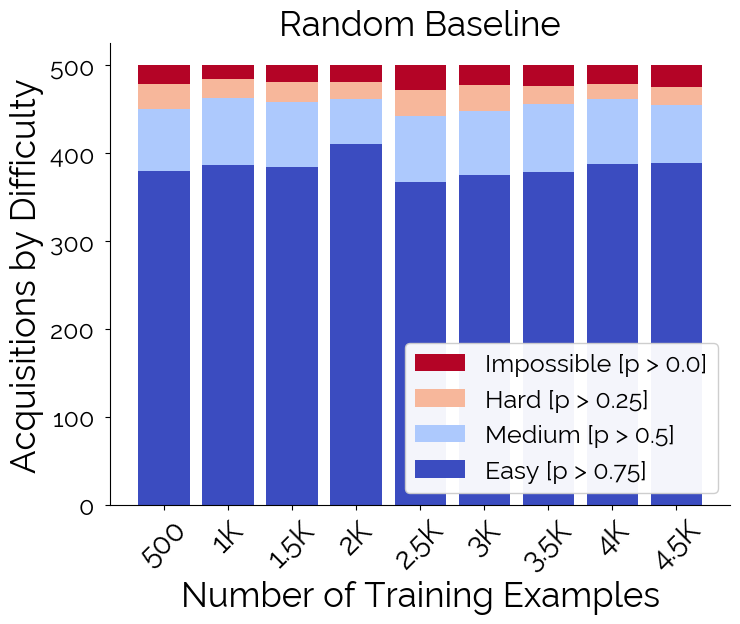 Random Baseline
Acquisitions by Difficulty
500
400
300
200
100
0
Impossible [p > 0.0]
Hard [p > 0.25]
Medium [p > 0.5]
Easy [p > 0.75]
500
1K
1.5K
2K
2.5K
3K
3.5K
4K
4.5K
Number of Training Examples